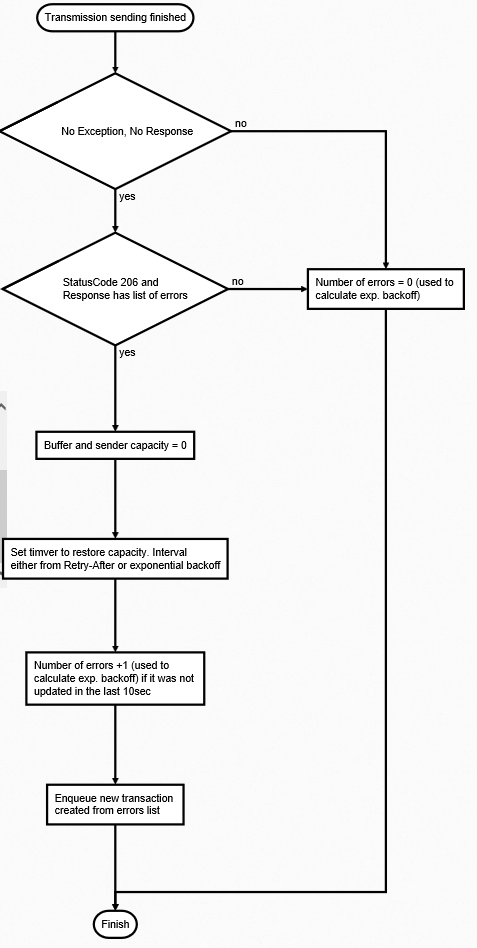 Transmission sending finished
No Exception, No Response
no
yes
StatusCode 206 and
Response has list of errors
no
Number of errors = 0 (used to
calculate exp. backoff)
yes
Buffer and sender capacity = 0
Set timver to restore capacity. Interval
either from Retry-After or exponential backoff
Number of errors +1 (used to
calculate exp. backoff) if it was not
updated in the last 10sec
Enqueue new transaction
created from errors list
Finish